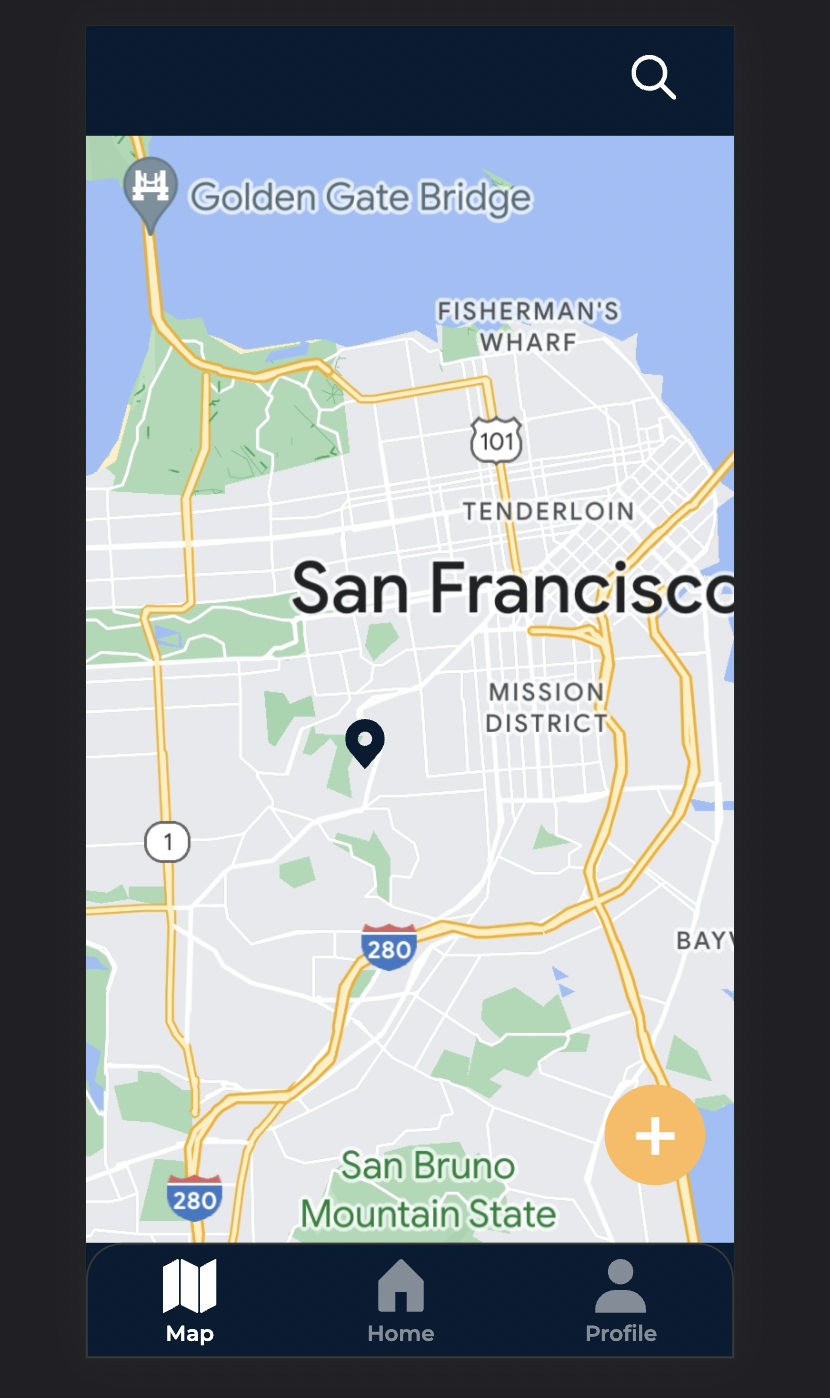 Golden Gate Bridge
FISHERMAN'S
WHARF
101
TENDERLOIN
San Francisco
MISSION
DISTRICT
1
280
BAYV
280
San Bruno
Mountain State
Map
Home
Profile